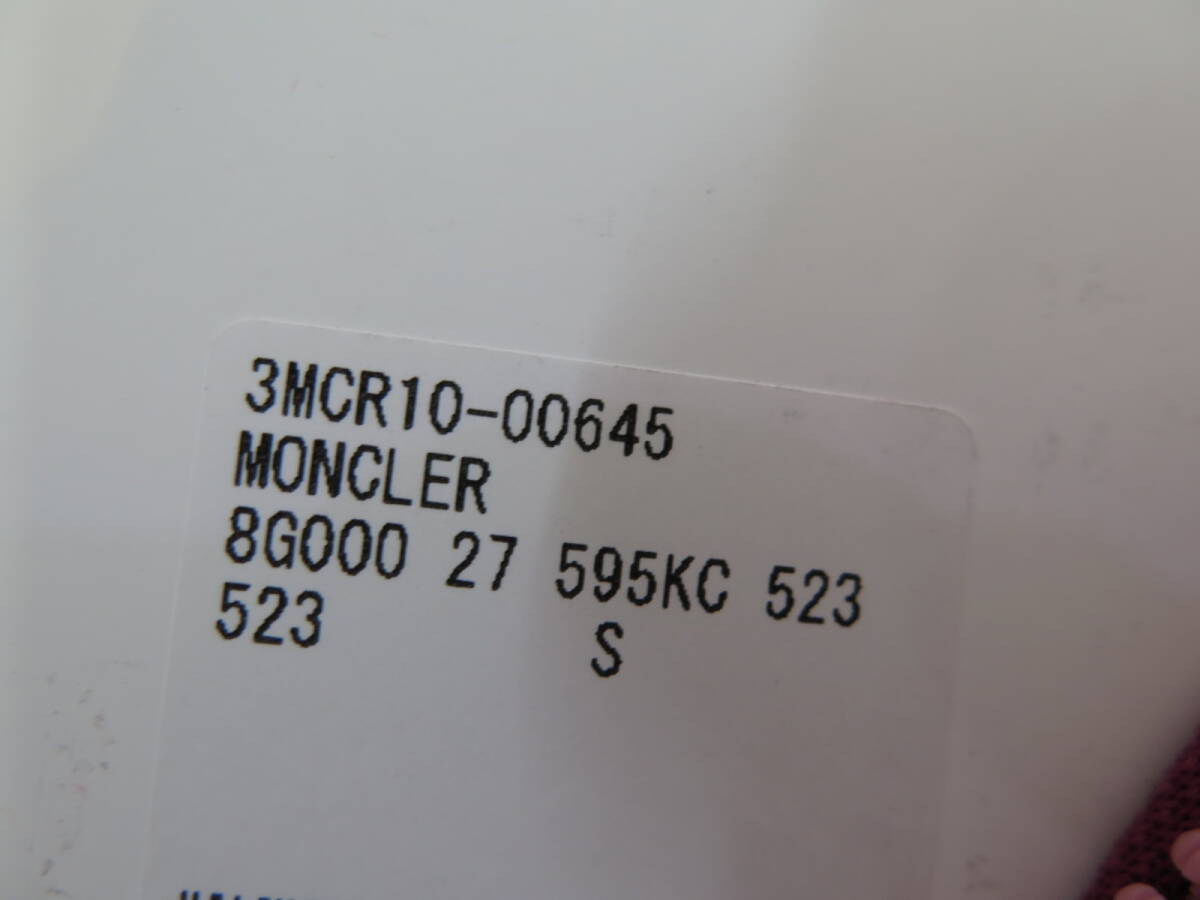 3MCR10-00645
MONCLER
8G000 27 595KC 523
523 S